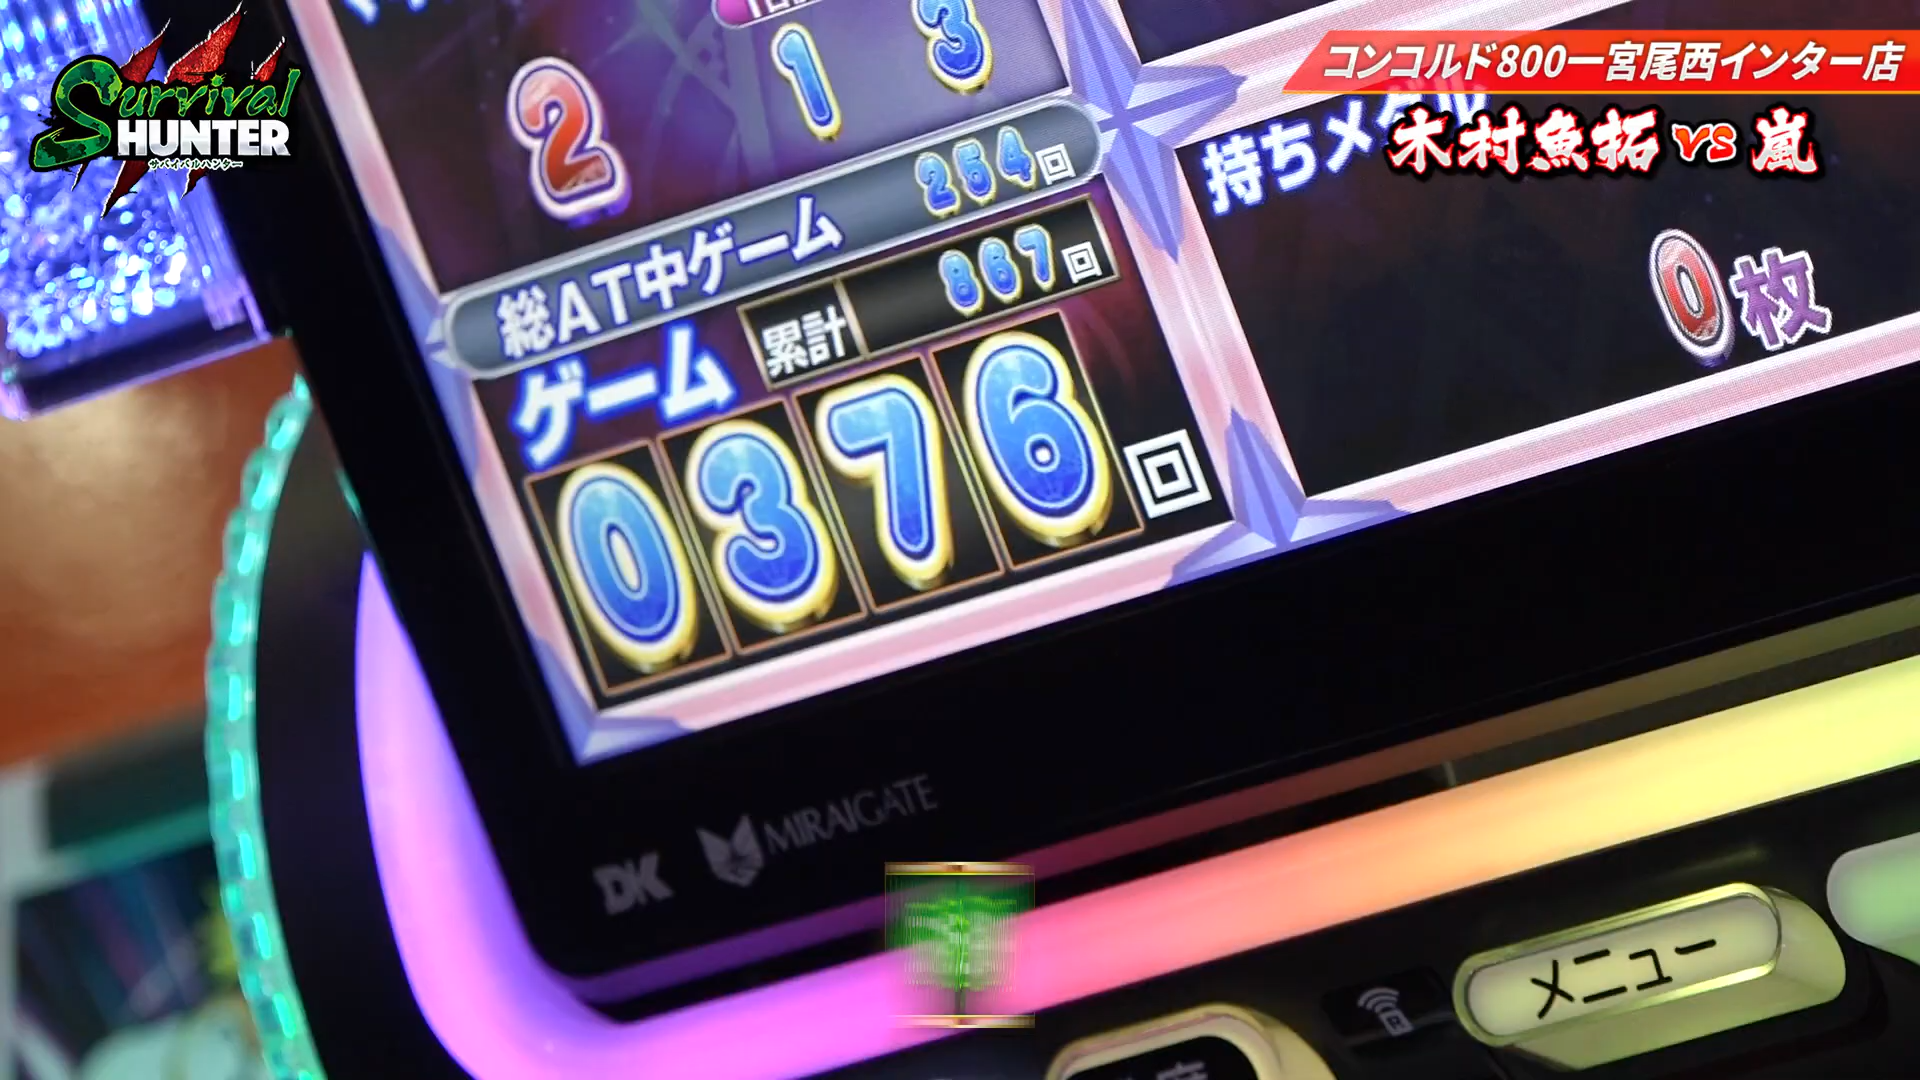 Survival
HUNTER
サバイバルハンター
コンコルド800一宮尾西インター店
木村魚拓 vs 嵐
2
1
3
総AT中ゲーム 254回
累計 867回
ゲーム
0376回
持ちメダル
0枚
DK
MIRAIGATE
メニュー